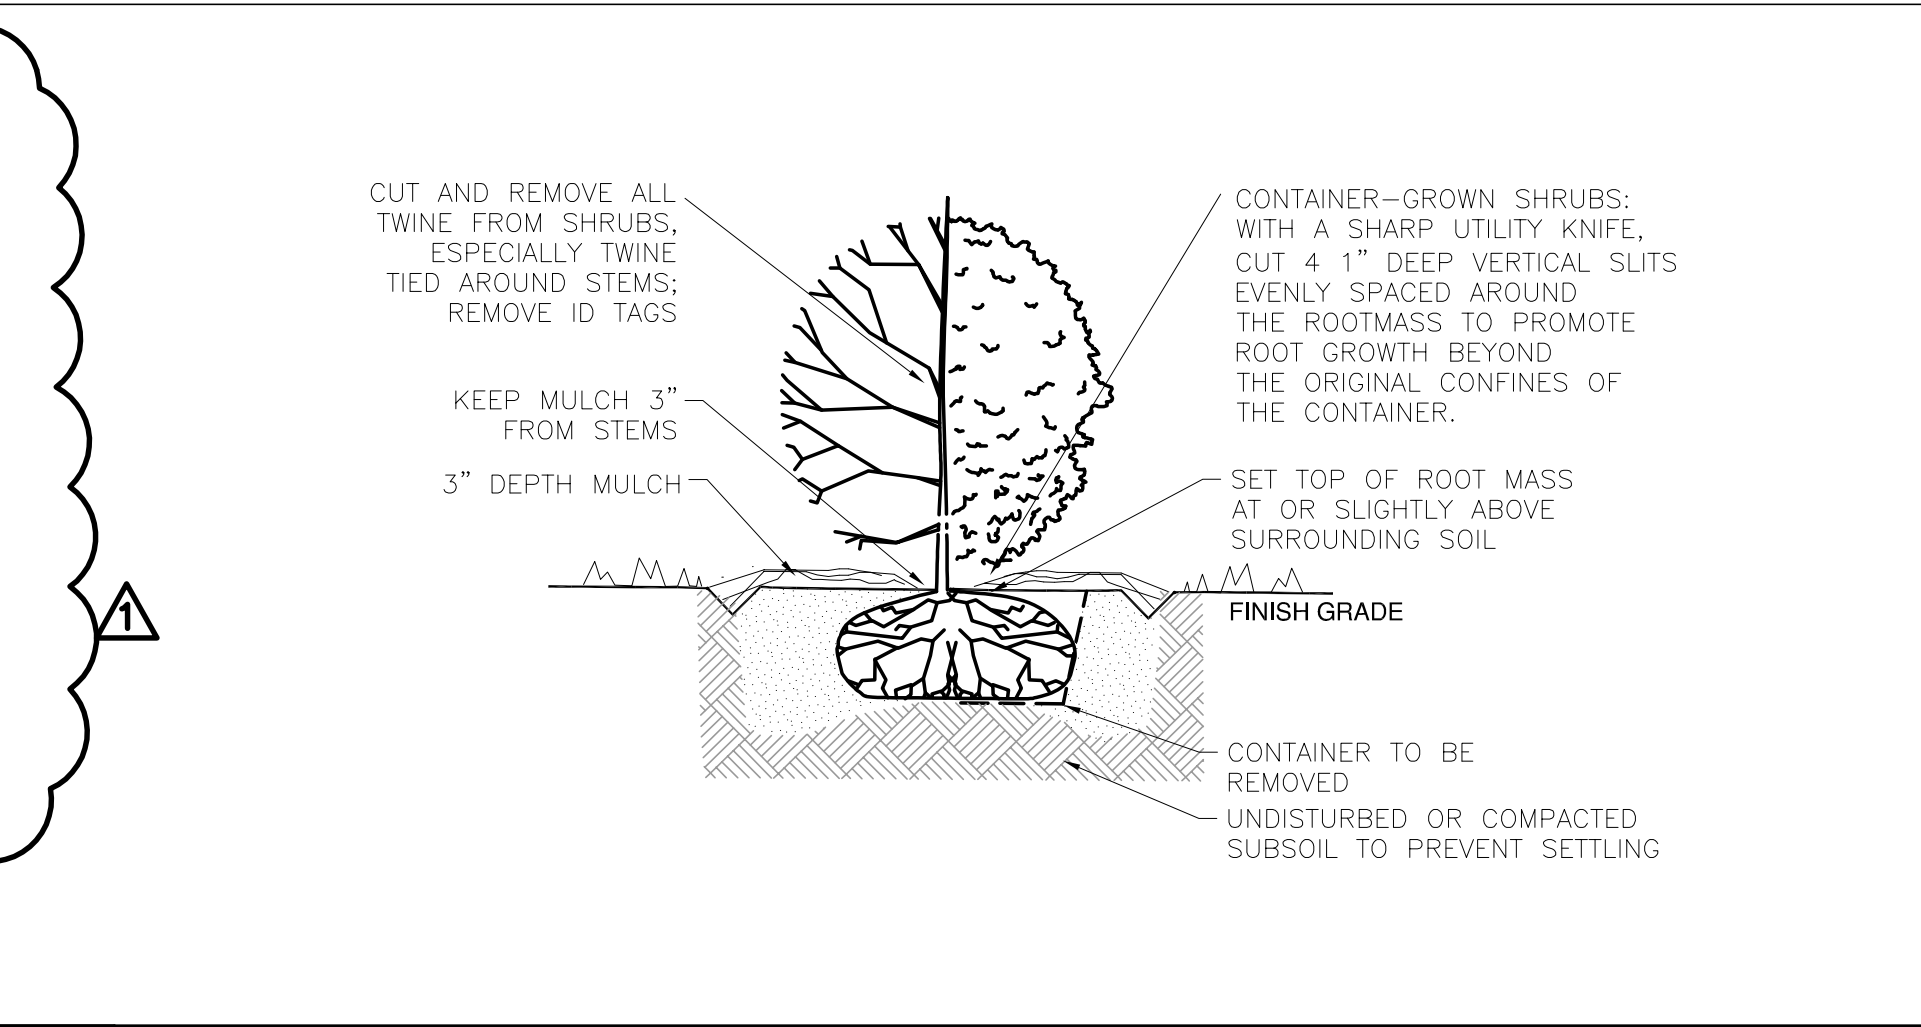 CUT AND REMOVE ALL
TWINE FROM SHRUBS,
ESPECIALLY TWINE
TIED AROUND STEMS;
REMOVE ID TAGS
KEEP MULCH 3”
FROM STEMS
3” DEPTH MULCH
1
CONTAINER–GROWN SHRUBS:
WITH A SHARP UTILITY KNIFE,
CUT 4 1” DEEP VERTICAL SLITS
EVENLY SPACED AROUND
THE ROOTMASS TO PROMOTE
ROOT GROWTH BEYOND
THE ORIGINAL CONFINES OF
THE CONTAINER.
SET TOP OF ROOT MASS
AT OR SLIGHTLY ABOVE
SURROUNDING SOIL
FINISH GRADE
CONTAINER TO BE
REMOVED
UNDISTURBED OR COMPACTED
SUBSOIL TO PREVENT SETTLING